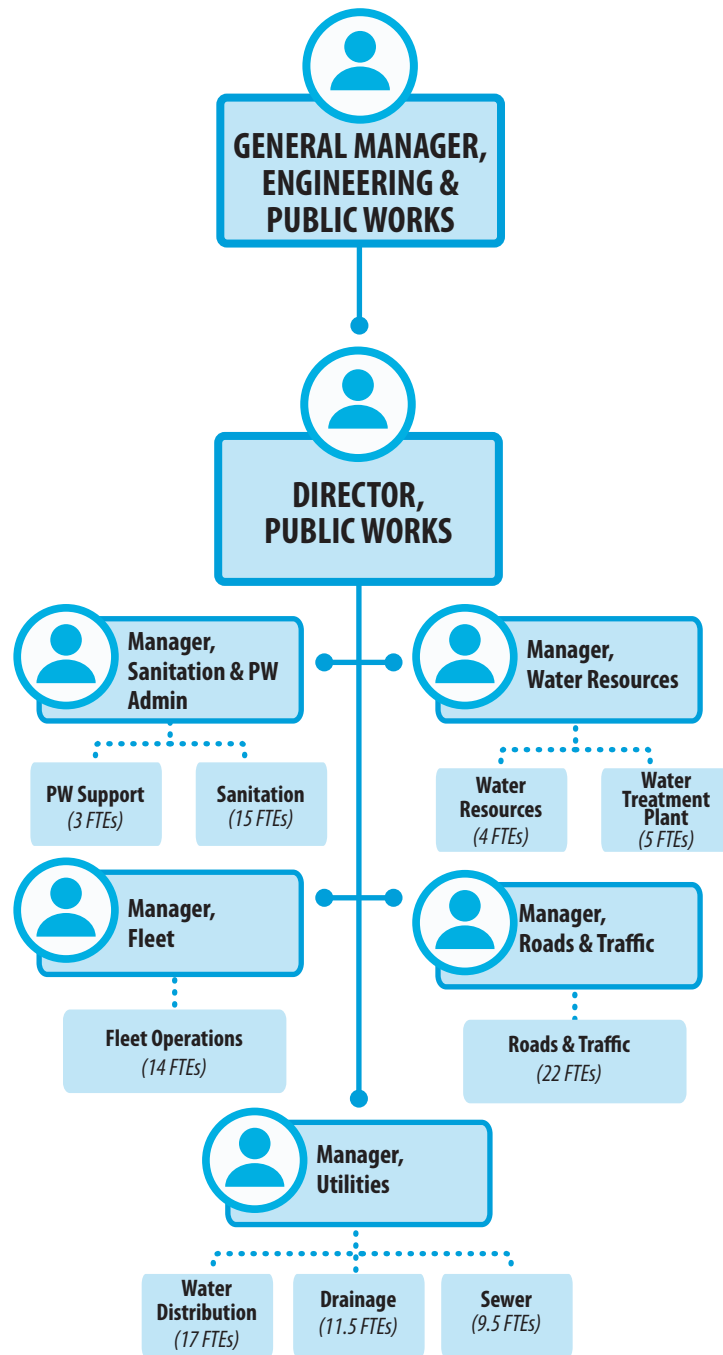 GENERAL MANAGER,
ENGINEERING &
PUBLIC WORKS
DIRECTOR,
PUBLIC WORKS
Manager,
Sanitation & PW
Admin
PW Support
(3 FTEs)
Sanitation
(15 FTEs)
Manager,
Water Resources
Water
Resources
(4 FTEs)
Water
Treatment
Plant
(5 FTEs)
Manager,
Fleet
Fleet Operations
(14 FTEs)
Manager,
Roads & Traffic
Roads & Traffic
(22 FTEs)
Manager,
Utilities
Water
Distribution
(17 FTEs)
Drainage
(11.5 FTEs)
Sewer
(9.5 FTEs)